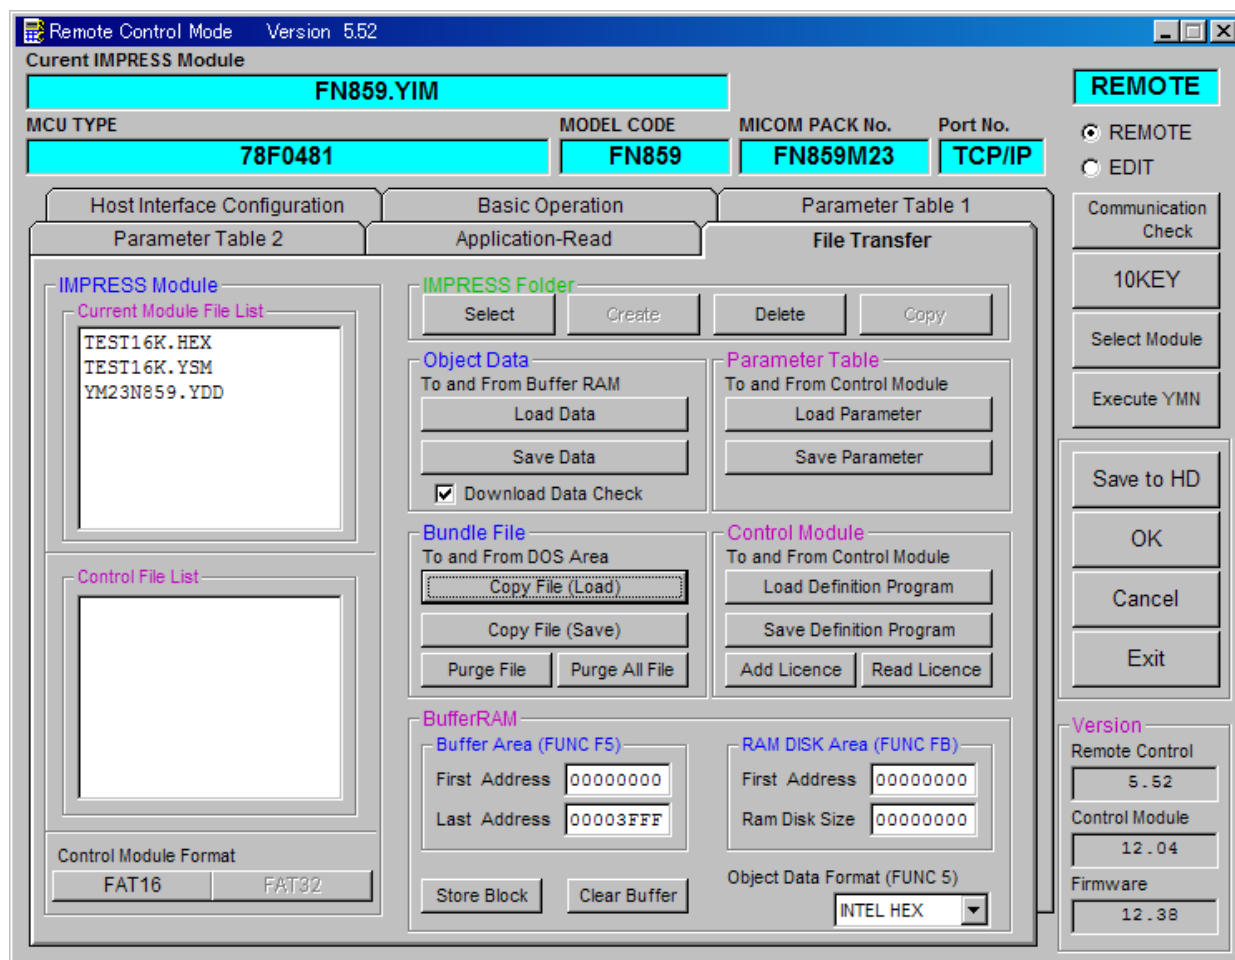 Remote Control Mode Version 5.52
Curent IMPRESS Module
FN859.YIM
MCU TYPE
MODEL CODE
MICOM PACK No.
Port No.
78F0481
FN859
FN859M23
TCP/IP
REMOTE
REMOTE
EDIT
Host Interface Configuration
Basic Operation
Parameter Table 1
Parameter Table 2
Application-Read
File Transfer
IMPRESS Module
Current Module File List
TEST16K.HEX
TEST16K.YSM
YM23N859.YDD
Control File List
Control Module Format
FAT16
FAT32
IMPRESS Folder
Select
Create
Delete
Copy
Object Data
To and From Buffer RAM
Load Data
Save Data
Download Data Check
Parameter Table
To and From Control Module
Load Parameter
Save Parameter
Bundle File
To and From DOS Area
Copy File (Load)
Copy File (Save)
Purge File
Purge All File
Control Module
To and From Control Module
Load Definition Program
Save Definition Program
Add Licence
Read Licence
BufferRAM
Buffer Area (FUNC F5)
First Address 00000000
Last Address 00003FFF
RAM DISK Area (FUNC FB)
First Address 00000000
Ram Disk Size 00000000
Store Block
Clear Buffer
Object Data Format (FUNC 5)
INTEL HEX
Communication
Check
10KEY
Select Module
Execute YMN
Save to HD
OK
Cancel
Exit
Version
Remote Control
5.52
Control Module
12.04
Firmware
12.38